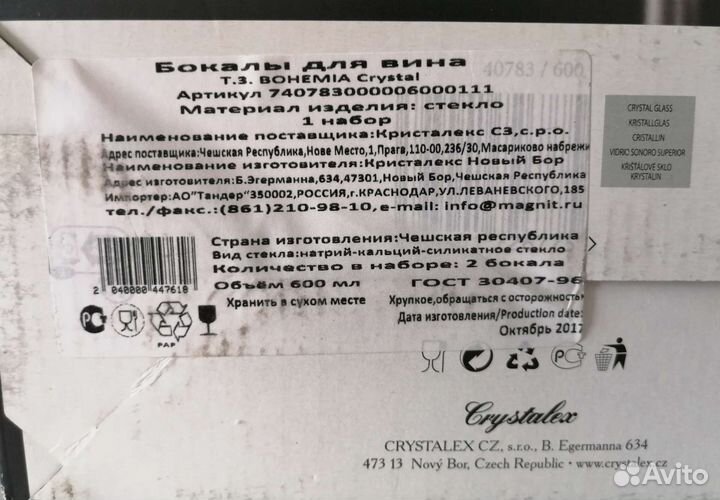 Бокалы для вина
Т.З. BOHEMIA Crystal
40783 / 600
Артикул 7407830000006000111
Материал изделия: стекло
1 набор
Наименование поставщика:Кристалекс СЗ,с.р.о.
Адрес поставщика:Чешская Республика,Нове Место,1,Прага,110-00,236/30,Масариково набрежи
Наименование изготовителя:Кристалекс Новый Бор
Адрес изготовителя:Б.Эгерманна,634,47301,Новый Бор,Чешская Республика
Импортер:АО"Тандер"350002,РОССИЯ,г.КРАСНОДАР,УЛ.ЛЕВАНЕВСКОГО,185
тел./факс.:(861)210-98-10,e-mail: info@magnit.ru
Страна изготовления:Чешская республика
Вид стекла:натрий-кальций-силикатное стекло
Количество в наборе: 2 бокала
Объём 600 мл ГОСТ 30407-96
2 040000 447618
Хранить в сухом месте
Хрупкое,обращаться с осторожность
Дата изготовления/Production date:
Октябрь 2017
PAP
CRYSTAL GLASS
KRISTALLGLAS
CRISTALLIN
VIDRIO SONORO SUPERIOR
KŘIŠŤÁLOVÉ SKLO
KRYSTALIN
Crystalex
CRYSTALEX CZ, s.r.o., B. Egermanna 634
473 13 Nový Bor, Czech Republic • www.crystalex.cz
Avito